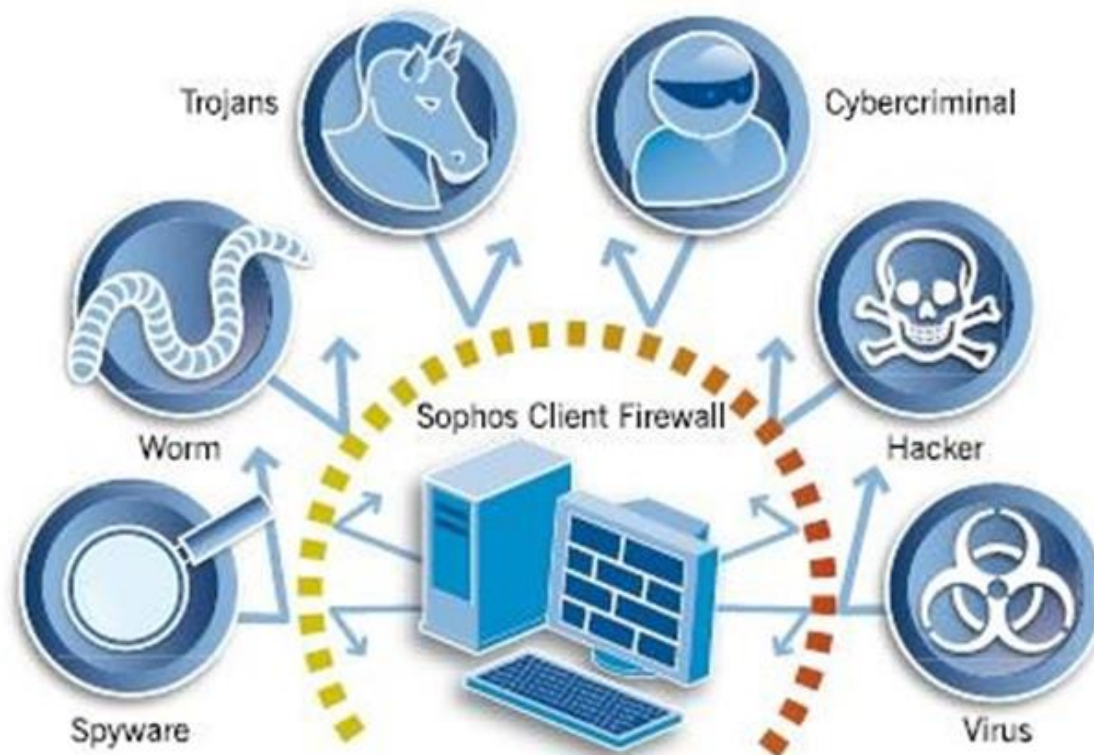 Trojans
Cybercriminal
Worm
Sophos Client Firewall
Hacker
Spyware
Virus